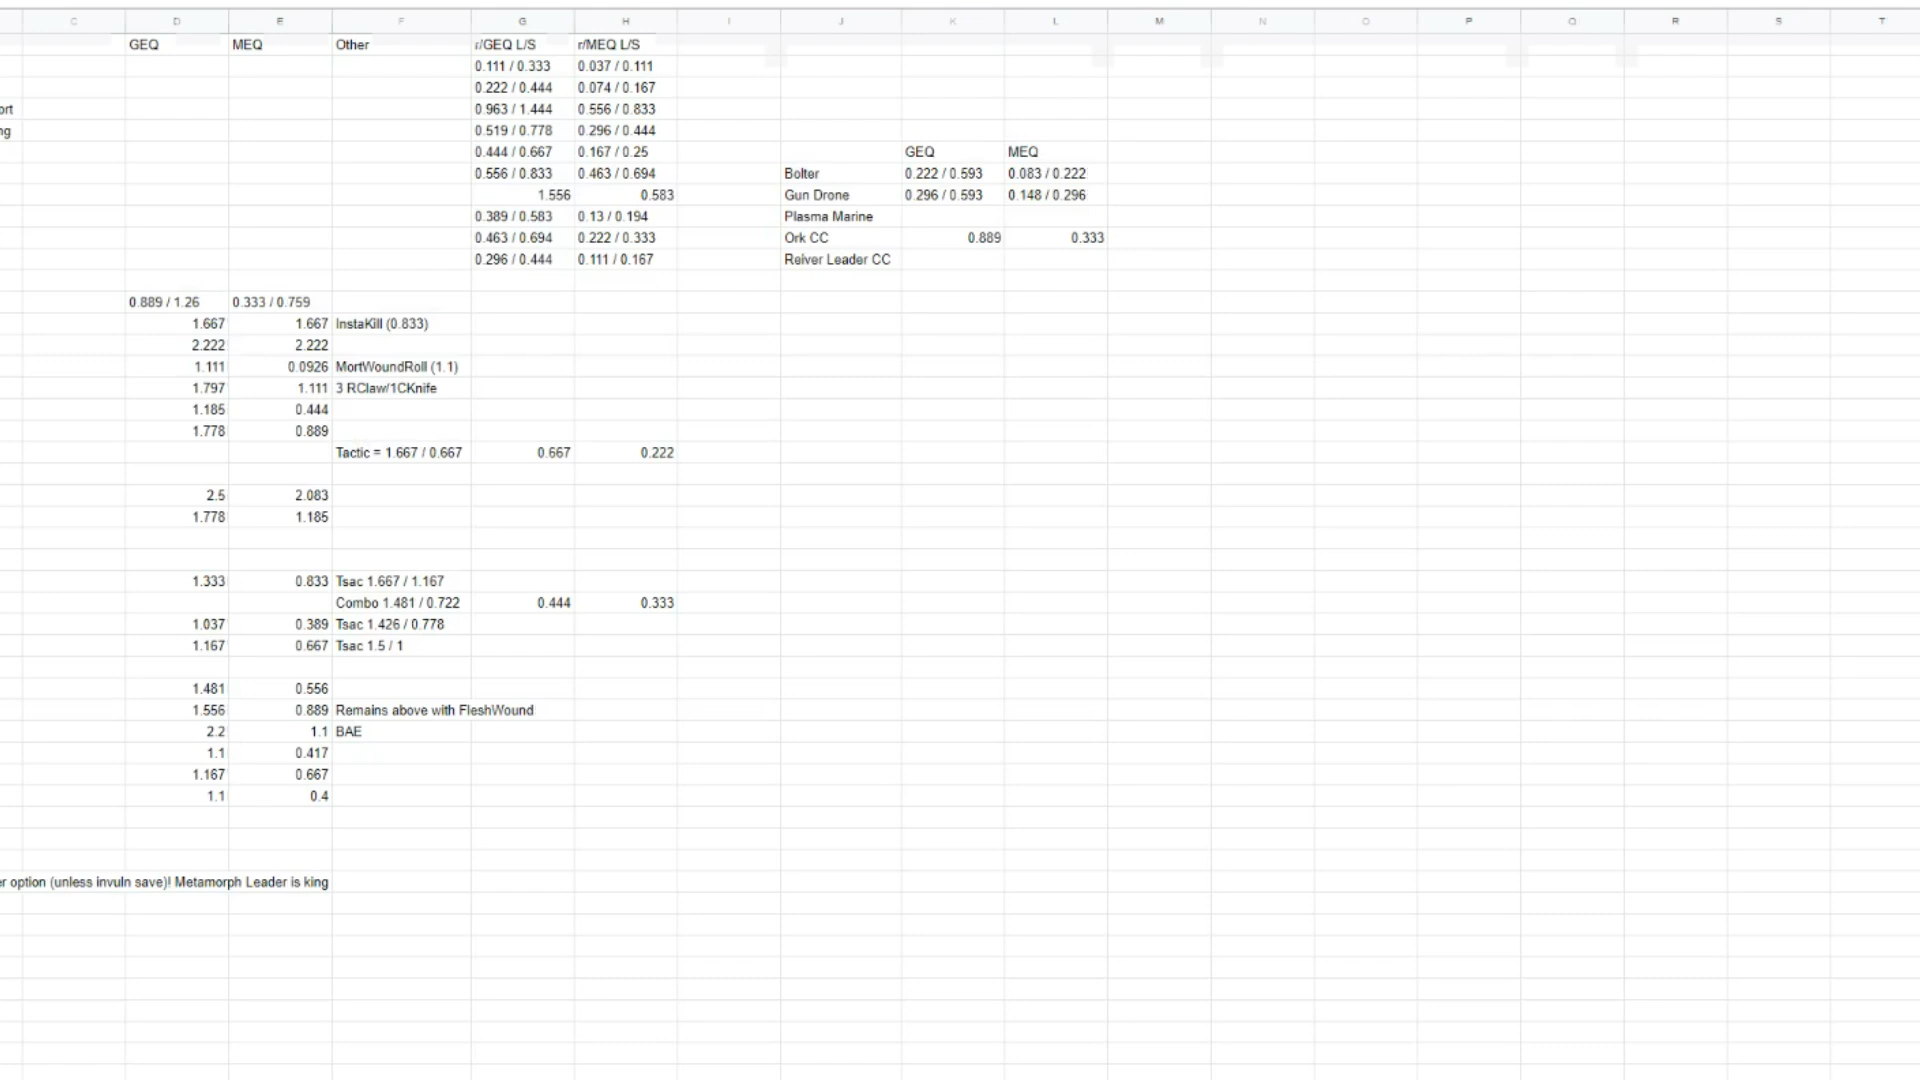 C D E F G H I J K L M N O P Q R S T
GEQ MEQ Other r/GEQ L/S r/MEQ L/S
0.111 / 0.333 0.037 / 0.111
0.222 / 0.444 0.074 / 0.167
ort 0.963 / 1.444 0.556 / 0.833
ng 0.519 / 0.778 0.296 / 0.444
0.444 / 0.667 0.167 / 0.25 GEQ MEQ
0.556 / 0.833 0.463 / 0.694 Bolter 0.222 / 0.593 0.083 / 0.222
1.556 0.583 Gun Drone 0.296 / 0.593 0.148 / 0.296
0.389 / 0.583 0.13 / 0.194 Plasma Marine
0.463 / 0.694 0.222 / 0.333 Ork CC 0.889 0.333
0.296 / 0.444 0.111 / 0.167 Reiver Leader CC
0.889 / 1.26 0.333 / 0.759
1.667 1.667 InstaKill (0.833)
2.222 2.222
1.111 0.0926 MortWoundRoll (1.1)
1.797 1.111 3 RClaw/1CKnife
1.185 0.444
1.778 0.889
Tactic = 1.667 / 0.667 0.667 0.222
2.5 2.083
1.778 1.185
1.333 0.833 Tsac 1.667 / 1.167
Combo 1.481 / 0.722 0.444 0.333
1.037 0.389 Tsac 1.426 / 0.778
1.167 0.667 Tsac 1.5 / 1
1.481 0.556
1.556 0.889 Remains above with FleshWound
2.2 1.1 BAE
1.1 0.417
1.167 0.667
1.1 0.4
er option (unless invuln save)! Metamorph Leader is king